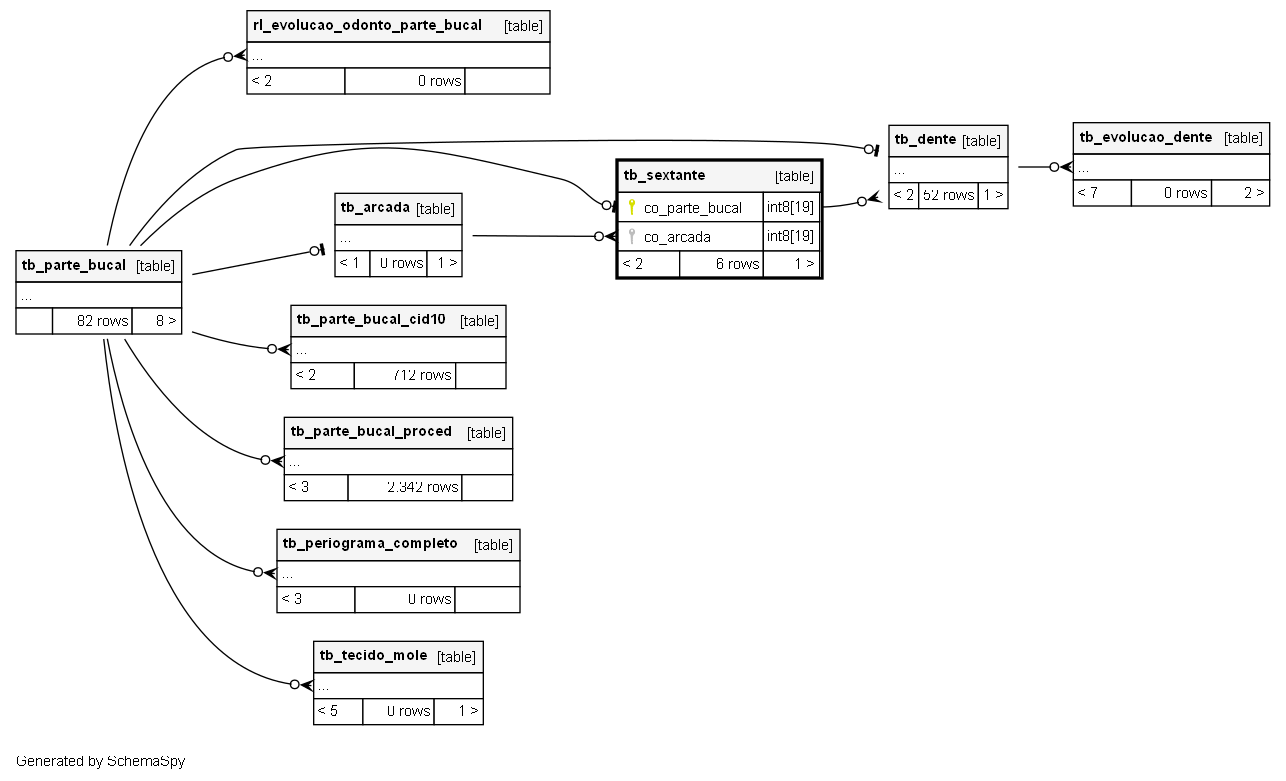 rl_evolucao_odonto_parte_bucal [table]
...
< 2 0 rows
tb_dente [table]
...
< 2 52 rows 1 >
tb_evolucao_dente [table]
...
< 7 0 rows 2 >
tb_sextante [table]
co_parte_bucal int8[19]
co_arcada int8[19]
< 2 6 rows 1 >
tb_arcada [table]
...
< 1 0 rows 1 >
tb_parte_bucal [table]
...
82 rows 8 >
tb_parte_bucal_cid10 [table]
...
< 2 712 rows
tb_parte_bucal_proced [table]
...
< 3 2.342 rows
tb_periograma_completo [table]
...
< 3 0 rows
tb_tecido_mole [table]
...
< 5 0 rows 1 >
Generated by SchemaSpy